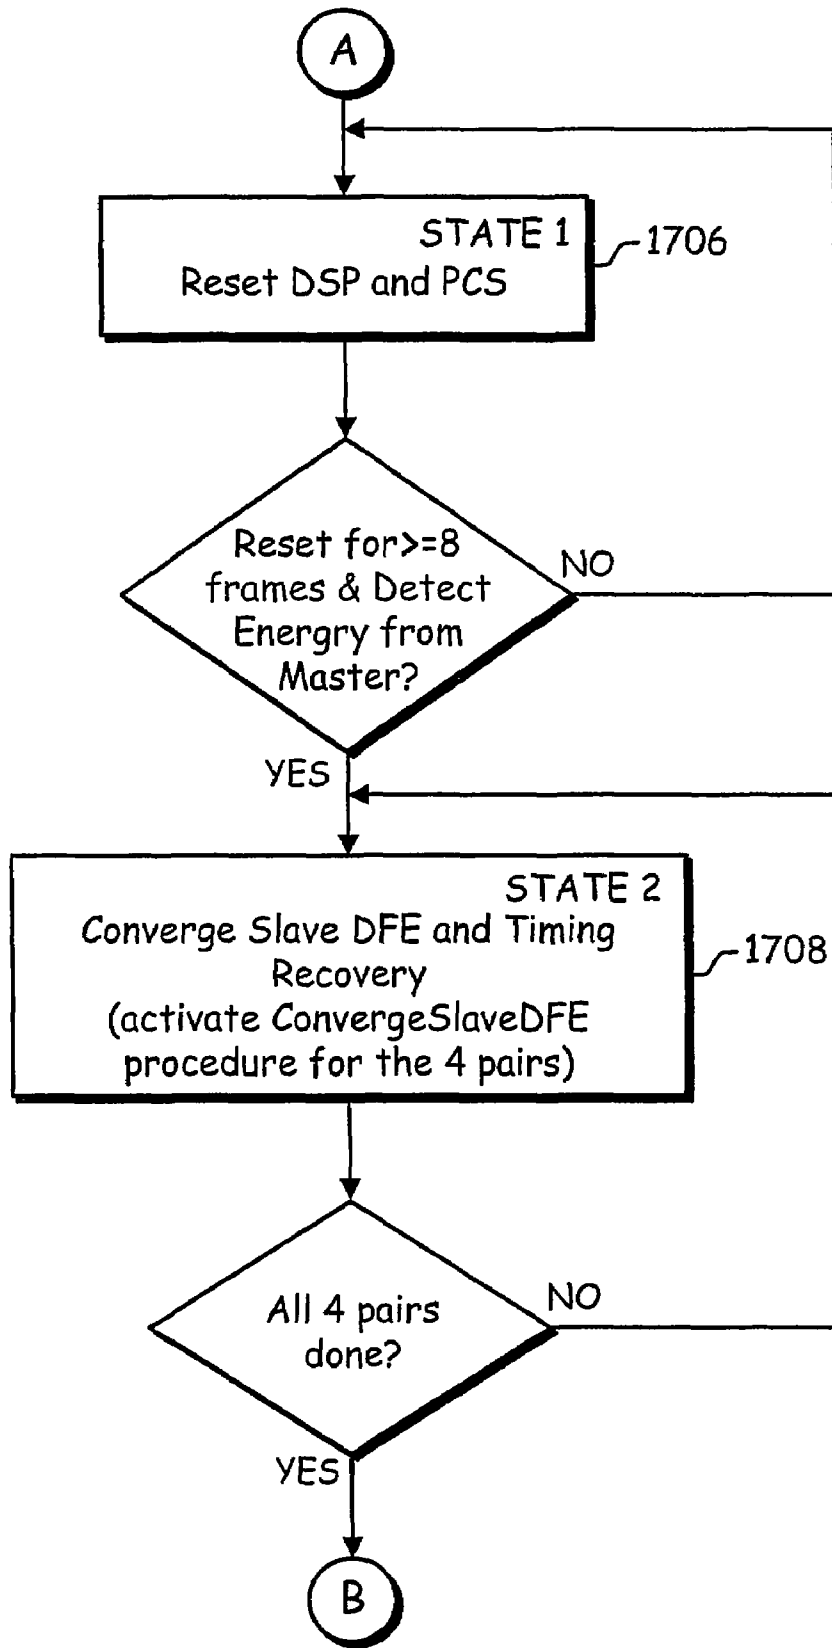 A
STATE 1
Reset DSP and PCS
1706
Reset for>=8
frames & Detect
Energry from
Master?
NO
YES
STATE 2
Converge Slave DFE and Timing
Recovery
(activate ConvergeSlaveDFE
procedure for the 4 pairs)
1708
All 4 pairs
done?
NO
YES
B